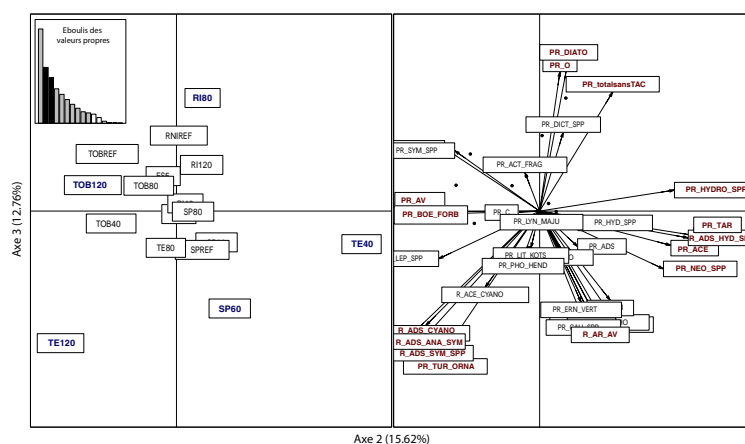 Eboulis des
valeurs propres
RI80
RNIREF
TOBREF
RI120
TOB120
TOB80
SP80
TOB40
TE80
SPREF
TE40
SP60
TE120
Axe 3 (12.76%)
PR_DIATO
PR_O
PR_totalsansTAC
PR_DICT_SPP
PR_SYM_SPP
PR_ACT_FRAG
PR_HYDRO_SPP
PR_AV
PR_C
PR_BOE_FORB
PR_LYN_MAJU
PR_HYD_SPP
PR_TAR
R_ADS_HYD_SP
PR_ADS
PR_ACE
_LEP_SPP
PR_LIT_KOTS
PR_PHO_HEND
PR_NEO_SPP
R_ACE_CYANO
PR_ERN_VERT
R_ADS_CYANO
R_AR_AV
R_ADS_ANA_SYM
R_ADS_SYM_SPP
PR_TUR_ORNA
Axe 2 (15.62%)